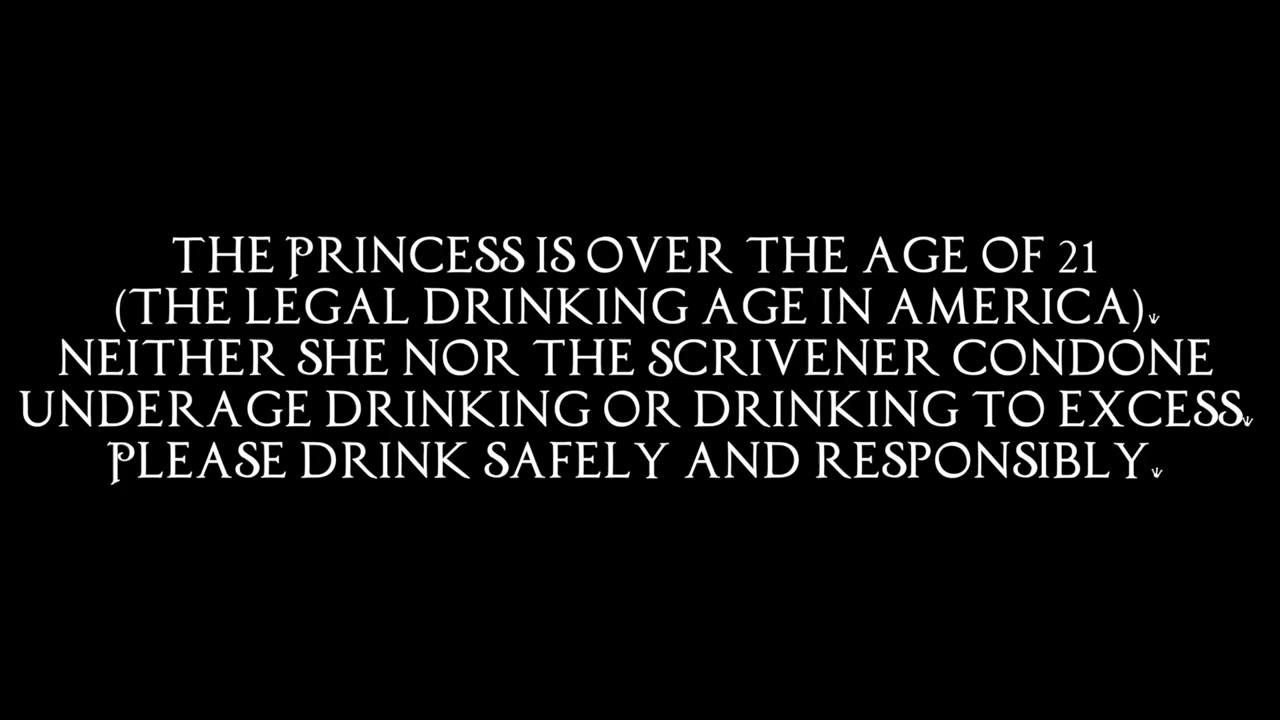 THE PRINCESS IS OVER THE AGE OF 21
(THE LEGAL DRINKING AGE IN AMERICA).
NEITHER SHE NOR THE SCRIVENER CONDONE
UNDERAGE DRINKING OR DRINKING TO EXCESS.
PLEASE DRINK SAFELY AND RESPONSIBLY.